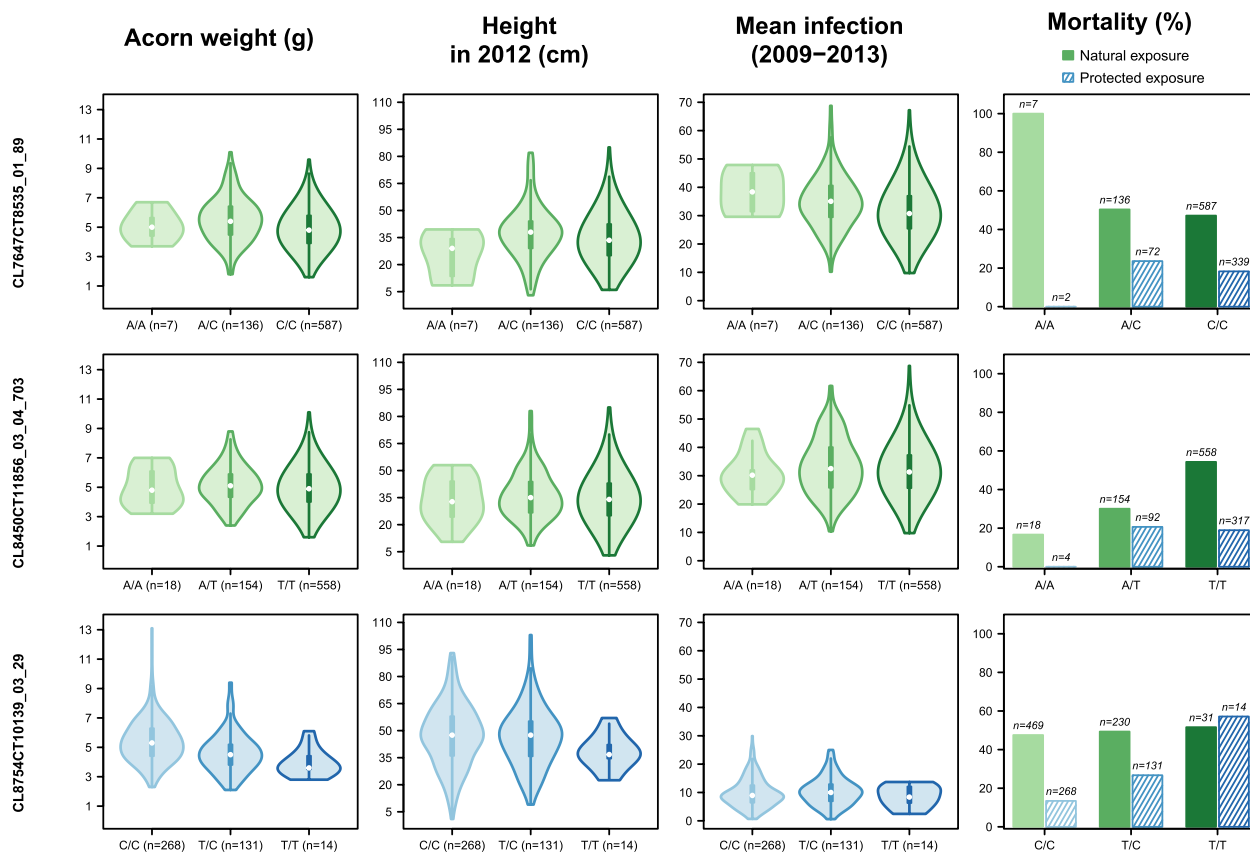 Acorn weight (g)
Height
in 2012 (cm)
Mean infection
(2009−2013)
Mortality (%)
Natural exposure
Protected exposure
CL7647CT8535_01_89
13
11
9
7
5
3
1
A/A (n=7)
A/C (n=136)
C/C (n=587)
110
95
80
65
50
35
20
5
A/A (n=7)
A/C (n=136)
C/C (n=587)
70
60
50
40
30
20
10
0
A/A (n=7)
A/C (n=136)
C/C (n=587)
100
80
60
40
20
0
n=7
n=2
n=136
n=72
n=587
n=339
A/A
A/C
C/C
CL8450CT11856_03_04_703
13
11
9
7
5
3
1
A/A (n=18)
A/T (n=154)
T/T (n=558)
110
95
80
65
50
35
20
5
A/A (n=18)
A/T (n=154)
T/T (n=558)
70
60
50
40
30
20
10
0
A/A (n=18)
A/T (n=154)
T/T (n=558)
100
80
60
40
20
0
n=18
n=4
n=154
n=92
n=558
n=317
A/A
A/T
T/T
CL8754CT10139_03_29
13
11
9
7
5
3
1
C/C (n=268)
T/C (n=131)
T/T (n=14)
110
95
80
65
50
35
20
5
C/C (n=268)
T/C (n=131)
T/T (n=14)
70
60
50
40
30
20
10
0
C/C (n=268)
T/C (n=131)
T/T (n=14)
100
80
60
40
20
0
n=469
n=268
n=230
n=131
n=31
n=14
C/C
T/C
T/T